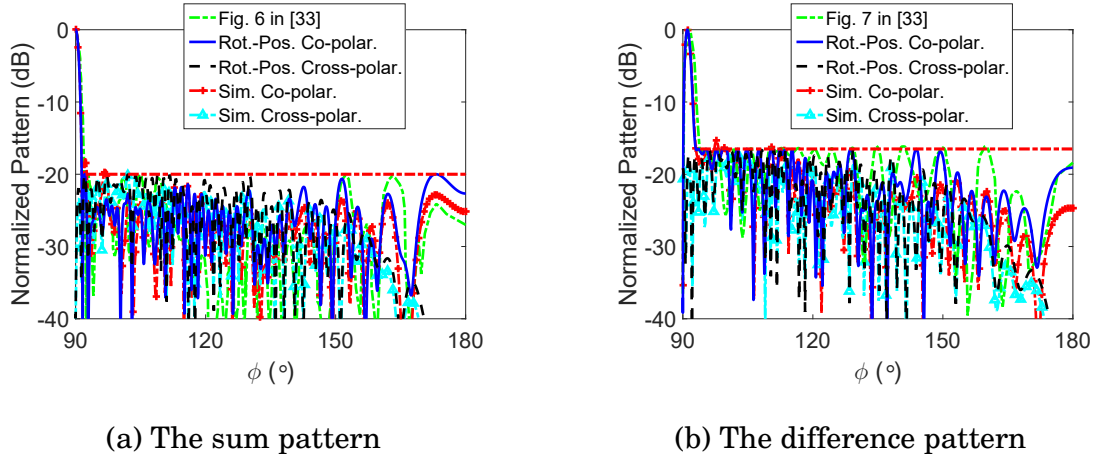 Fig. 6 in [33]
Rot.-Pos. Co-polar.
Rot.-Pos. Cross-polar.
Sim. Co-polar.
Sim. Cross-polar.
Normalized Pattern (dB)
0
-10
-20
-30
-40
90
120
150
180
ϕ (°)
(a) The sum pattern
Fig. 7 in [33]
Rot.-Pos. Co-polar.
Rot.-Pos. Cross-polar.
Sim. Co-polar.
Sim. Cross-polar.
Normalized Pattern (dB)
0
-10
-20
-30
-40
90
120
150
180
ϕ (°)
(b) The difference pattern